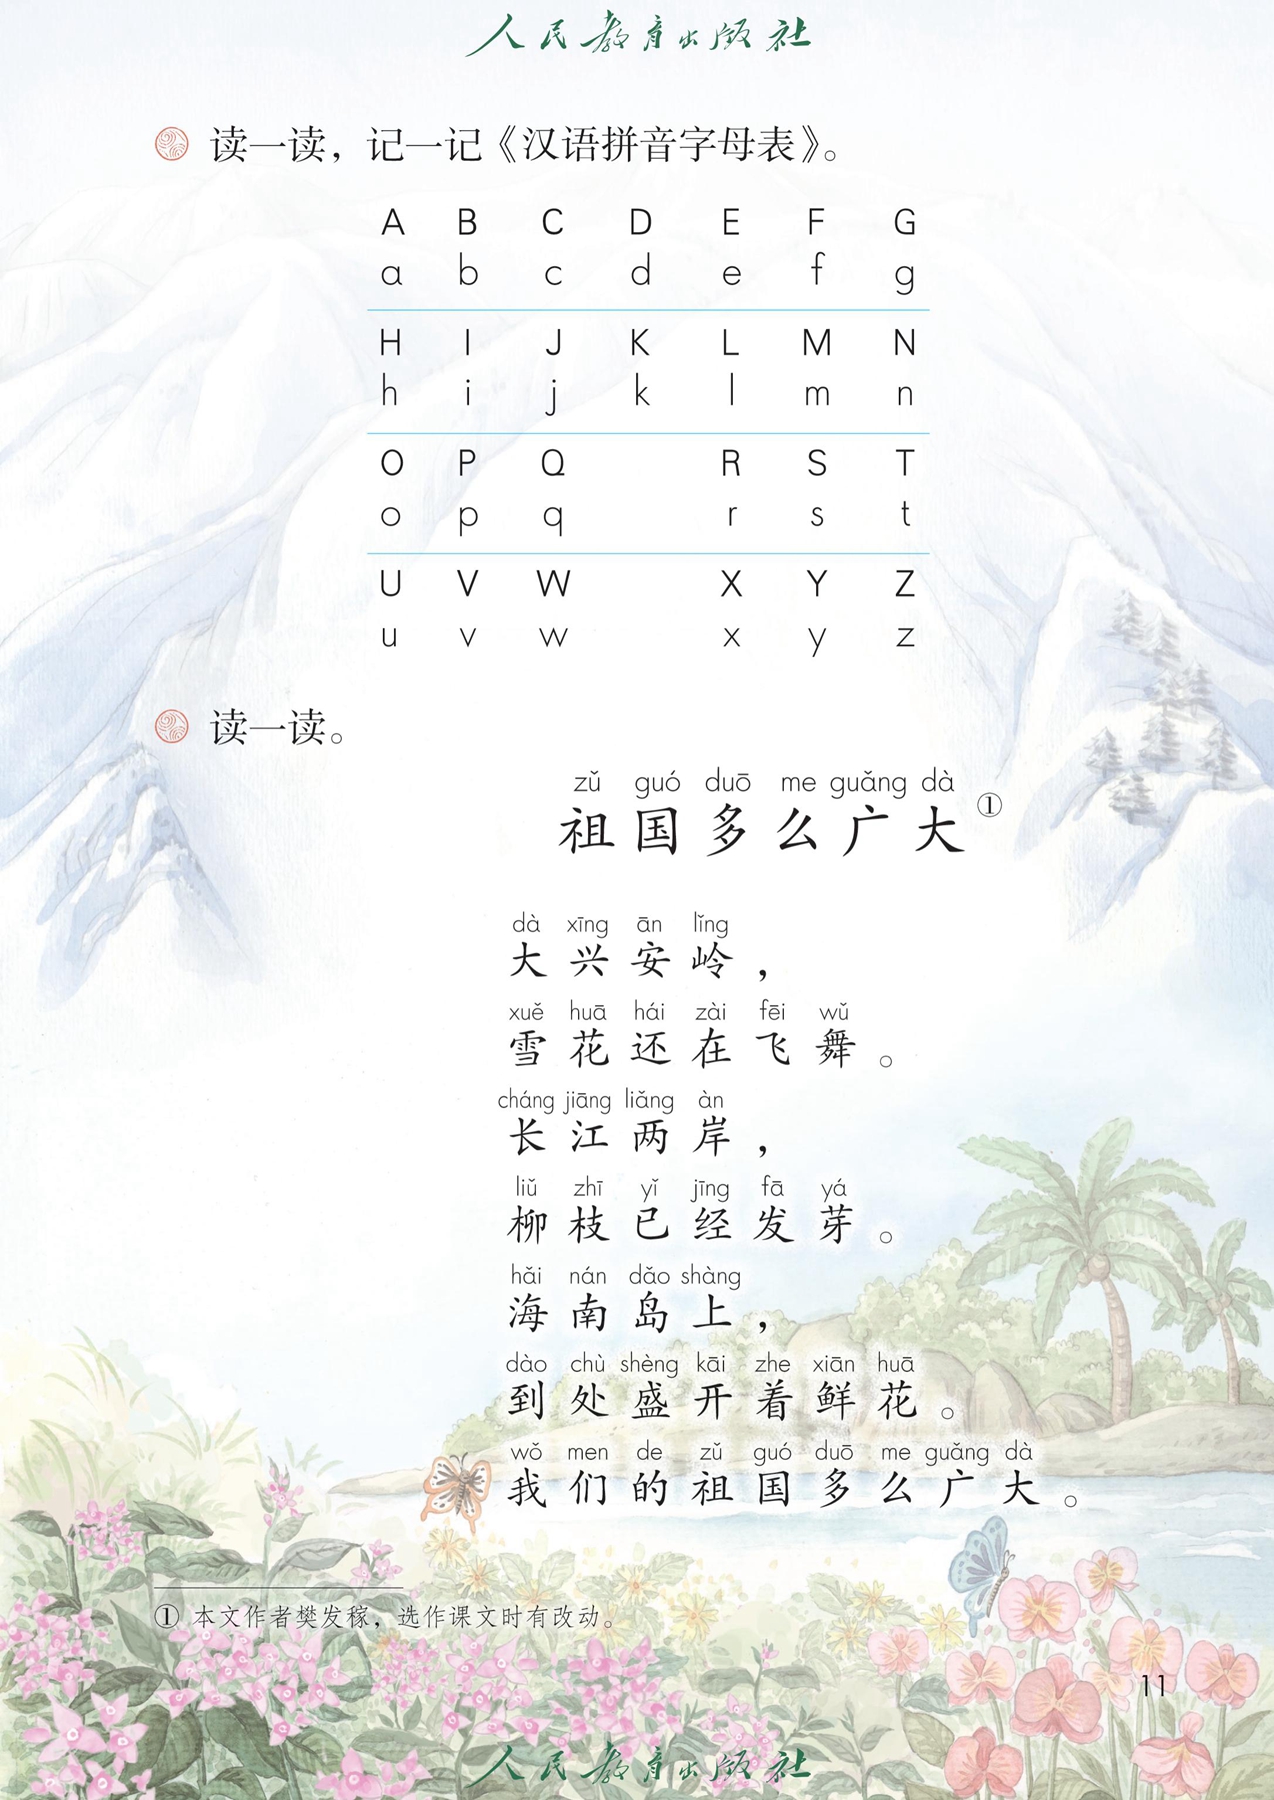 人民教育出版社
读一读，记一记《汉语拼音字母表》。
A B C D E F G
a b c d e f g
H I J K L M N
h i j k l m n
O P Q R S T
o p q r s t
U V W X Y Z
u v w x y z
读一读。
zǔ guó duō me guǎng dà
祖国多么广大①
dà xīng ān lǐng
大兴安岭，
xuě huā hái zài fēi wǔ
雪花还在飞舞。
cháng jiāng liǎng àn
长江两岸，
liǔ zhī yǐ jīng fā yá
柳枝已经发芽。
hǎi nán dǎo shàng
海南岛上，
dào chù shèng kāi zhe xiān huā
到处盛开着鲜花。
wǒ men de zǔ guó duō me guǎng dà
我们的祖国多么广大。
① 本文作者樊发稼，选作课文时有改动。
11
人民教育出版社